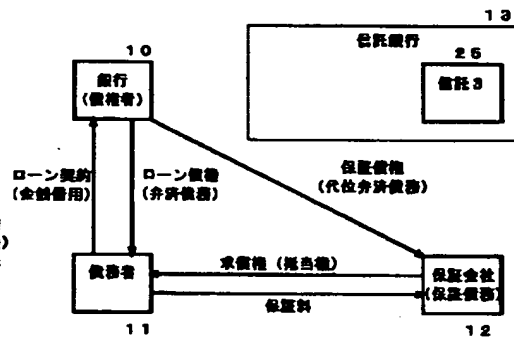 13
信託銀行
10
25
銀行
(債権者)
信託3
ローン契約
(金銭借用)
ローン債権
(弁済債務)
保証債権
(代位弁済債務)
)
債務者
求償権(抵当権)
保証料
保証会社
(保証債務)
11
12